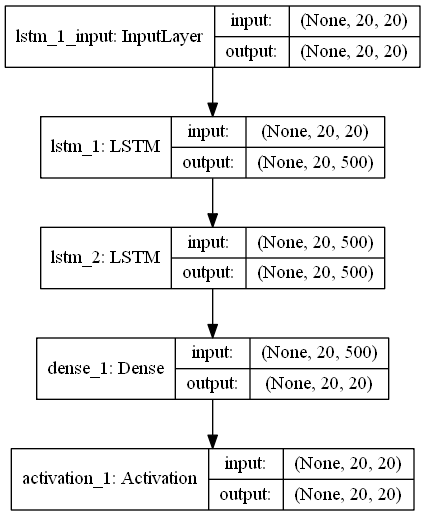 lstm_1_input: InputLayer
input: (None, 20, 20)
output: (None, 20, 20)
lstm_1: LSTM
input: (None, 20, 20)
output: (None, 20, 500)
lstm_2: LSTM
input: (None, 20, 500)
output: (None, 20, 500)
dense_1: Dense
input: (None, 20, 500)
output: (None, 20, 20)
activation_1: Activation
input: (None, 20, 20)
output: (None, 20, 20)